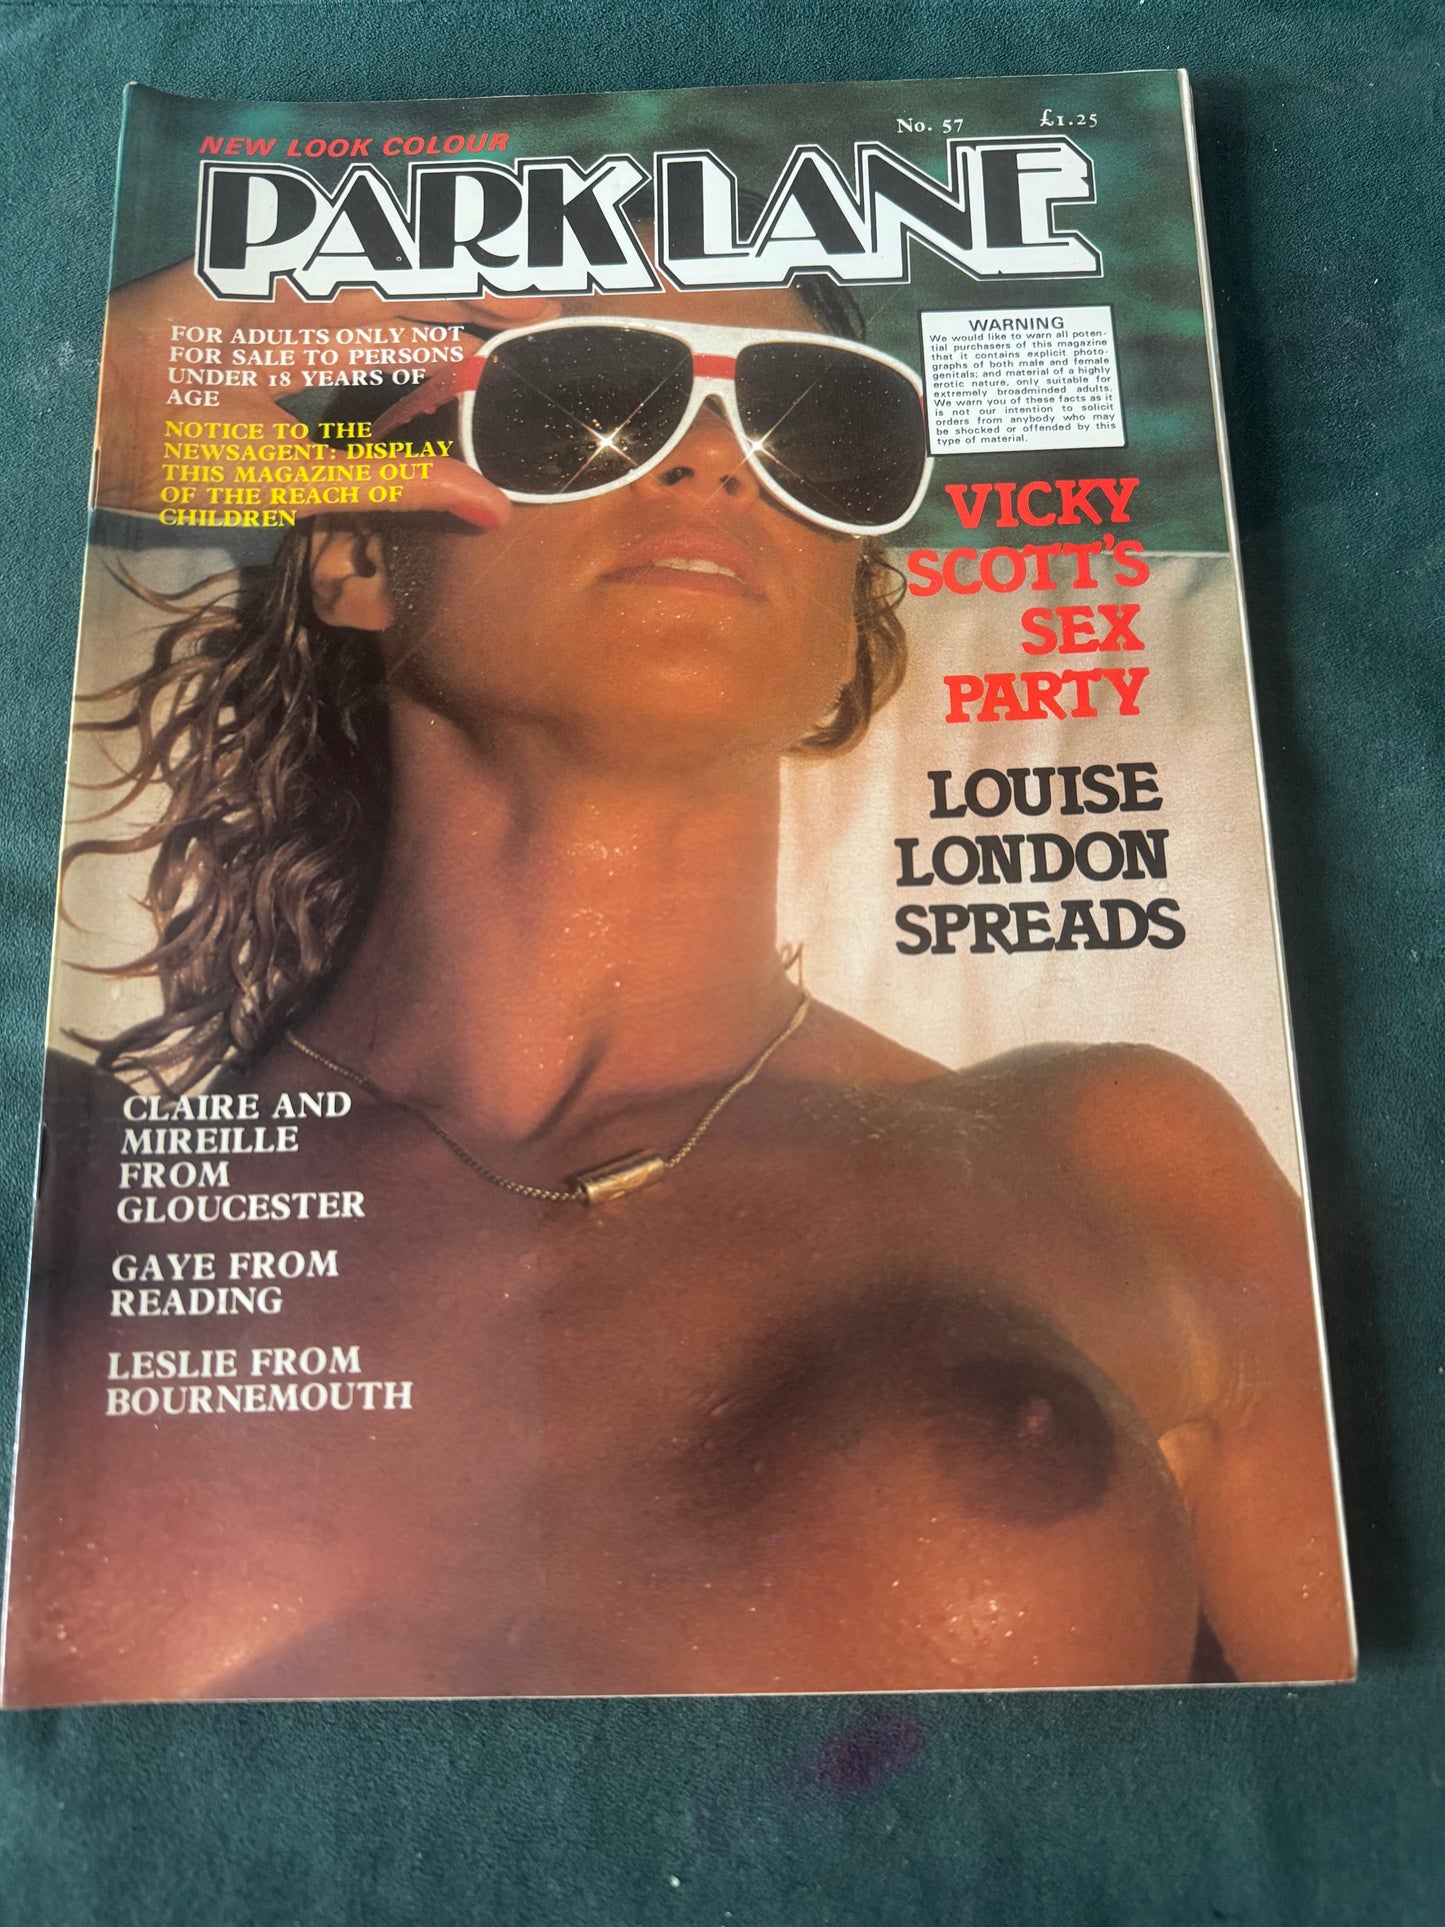 NEW LOOK COLOUR
No. 57
£1.25
PARK LANE
FOR ADULTS ONLY NOT
FOR SALE TO PERSONS
UNDER 18 YEARS OF
AGE
NOTICE TO THE
NEWSAGENT: DISPLAY
THIS MAGAZINE OUT
OF THE REACH OF
CHILDREN
WARNING
We would like to warn all poten-
tial purchasers of this magazine
that it contains explicit photo-
graphs of both male and female
genitals; and material of a highly
erotic nature, only suitable for
extremely broadminded adults.
We warn you of these facts as it
is not our intention to solicit
orders from anybody who may
be shocked or offended by this
type of material.
VICKY
SCOTT'S
SEX
PARTY
LOUISE
LONDON
SPREADS
CLAIRE AND
MIREILLE
FROM
GLOUCESTER
GAYE FROM
READING
LESLIE FROM
BOURNEMOUTH